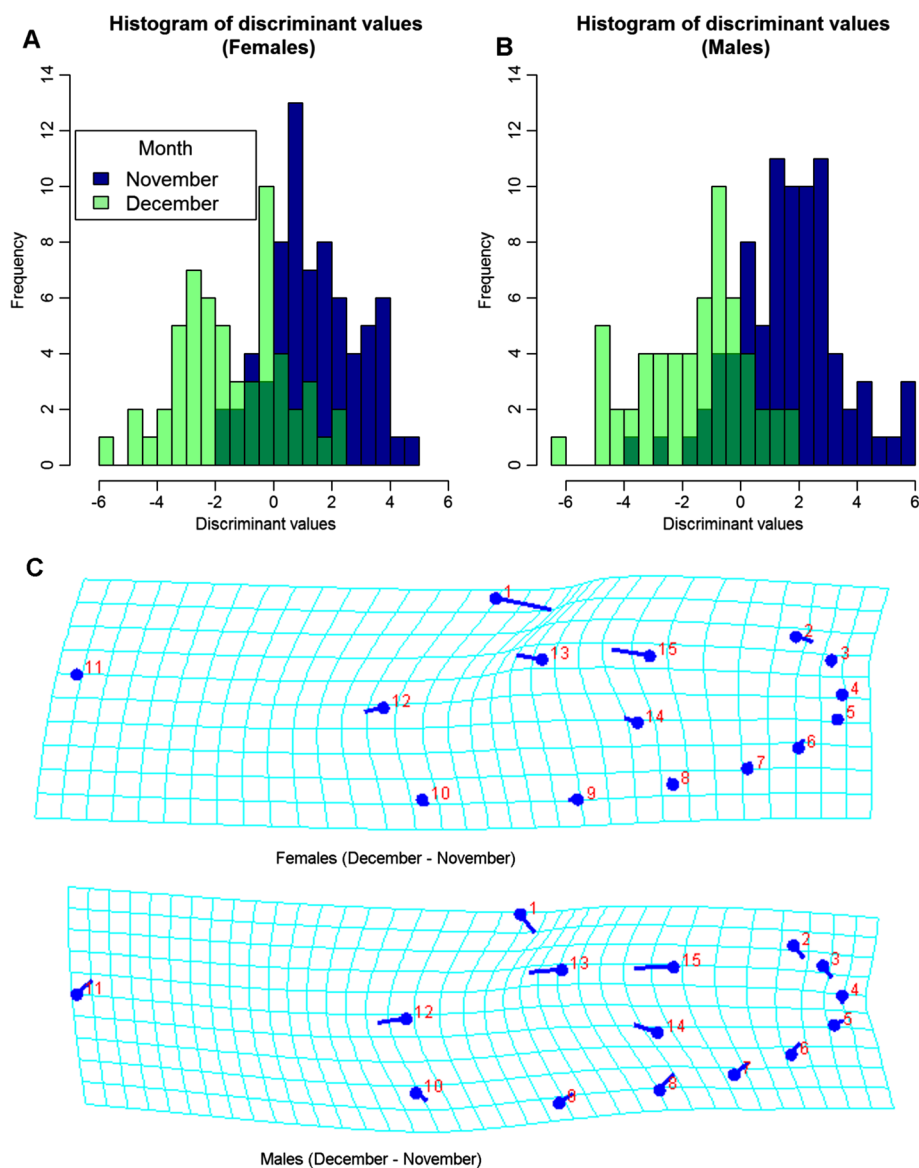 A
Histogram of discriminant values
(Females)
Frequency
14
12
10
8
6
4
2
0
Month
November
December
-6 -4 -2 0 2 4 6
Discriminant values
B
Histogram of discriminant values
(Males)
Frequency
14
12
10
8
6
4
2
0
-6 -4 -2 0 2 4 6
Discriminant values
C
1
2
3
4
5
6
7
8
9
10
11
12
13
14
15
Females (December - November)
1
2
3
4
5
6
7
8
9
10
11
12
13
14
15
Males (December - November)